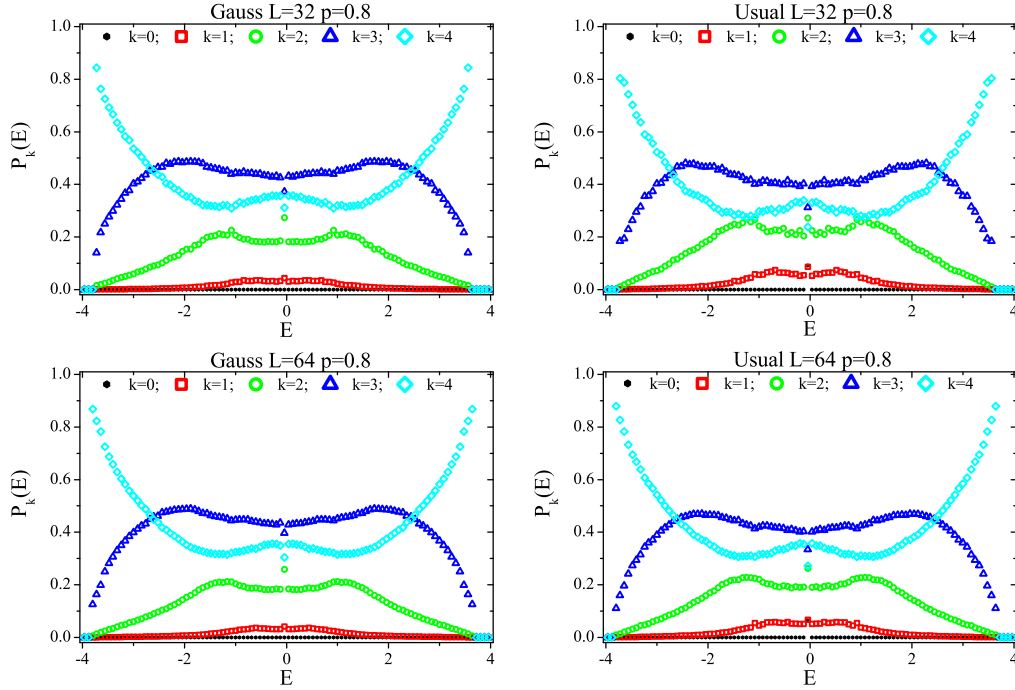 Gauss L=32 p=0.8
k=0; k=1; k=2; k=3; k=4
1.0
0.8
0.6
0.4
0.2
0.0
P_k(E)
-4 -2 0 2 4
E
Usual L=32 p=0.8
k=0; k=1; k=2; k=3; k=4
1.0
0.8
0.6
0.4
0.2
0.0
P_k(E)
-4 -2 0 2 4
E
Gauss L=64 p=0.8
k=0; k=1; k=2; k=3; k=4
1.0
0.8
0.6
0.4
0.2
0.0
P_k(E)
-4 -2 0 2 4
E
Usual L=64 p=0.8
k=0; k=1; k=2; k=3; k=4
1.0
0.8
0.6
0.4
0.2
0.0
P_k(E)
-4 -2 0 2 4
E